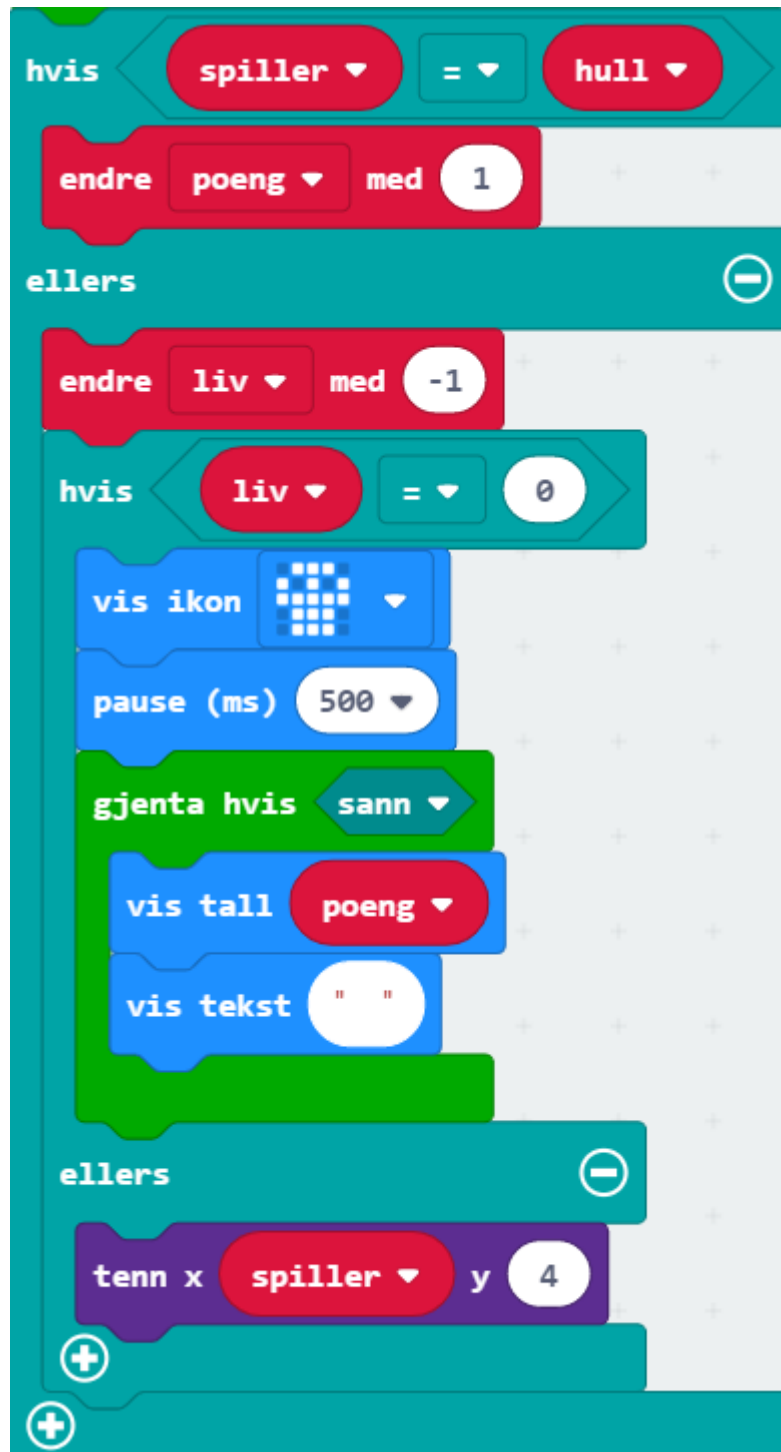 hvis spiller = hull
endre poeng med 1
ellers
endre liv med -1
hvis liv = 0
vis ikon
pause (ms) 500
gjenta hvis sann
vis tall poeng
vis tekst " "
ellers
tenn x spiller y 4